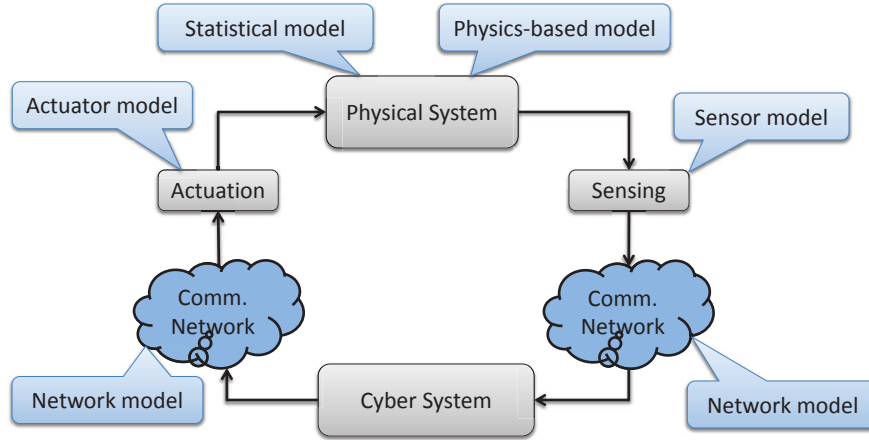 Statistical model
Physics-based model
Actuator model
Physical System
Sensor model
Actuation
Sensing
Comm.
Network
Comm.
Network
Network model
Cyber System
Network model